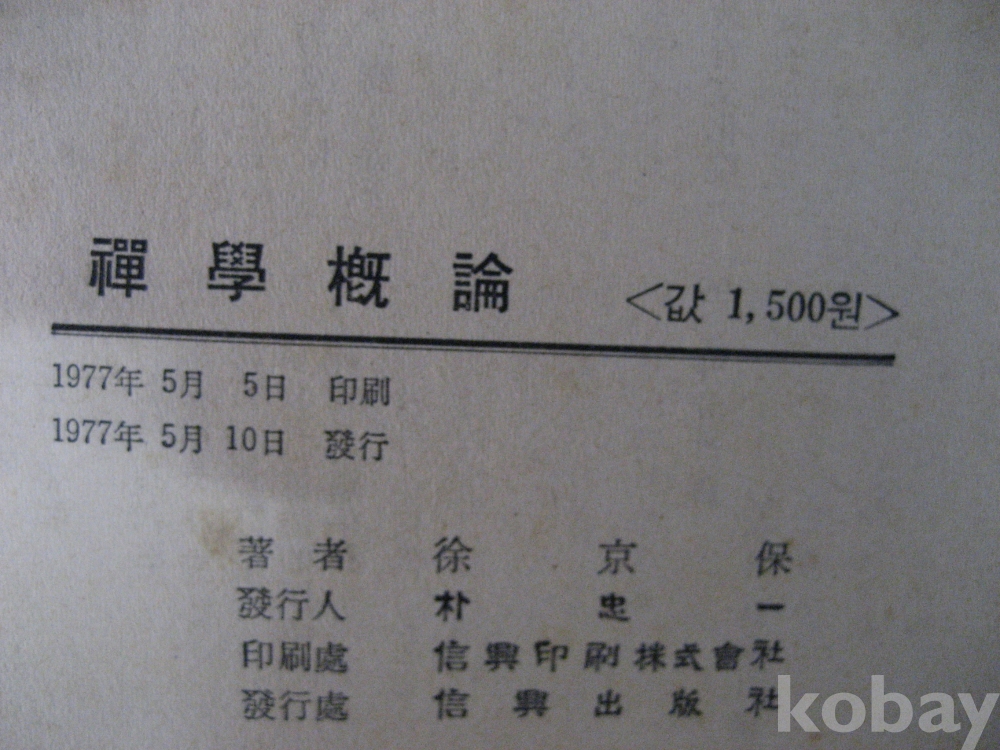 禪學槪論 <값 1,500원>
1977年 5月 5日 印刷
1977年 5月 10日 發行
著者 徐京保
發行人 朴忠一
印刷處 信興印刷株式會社
發行處 信興出版社
kobay